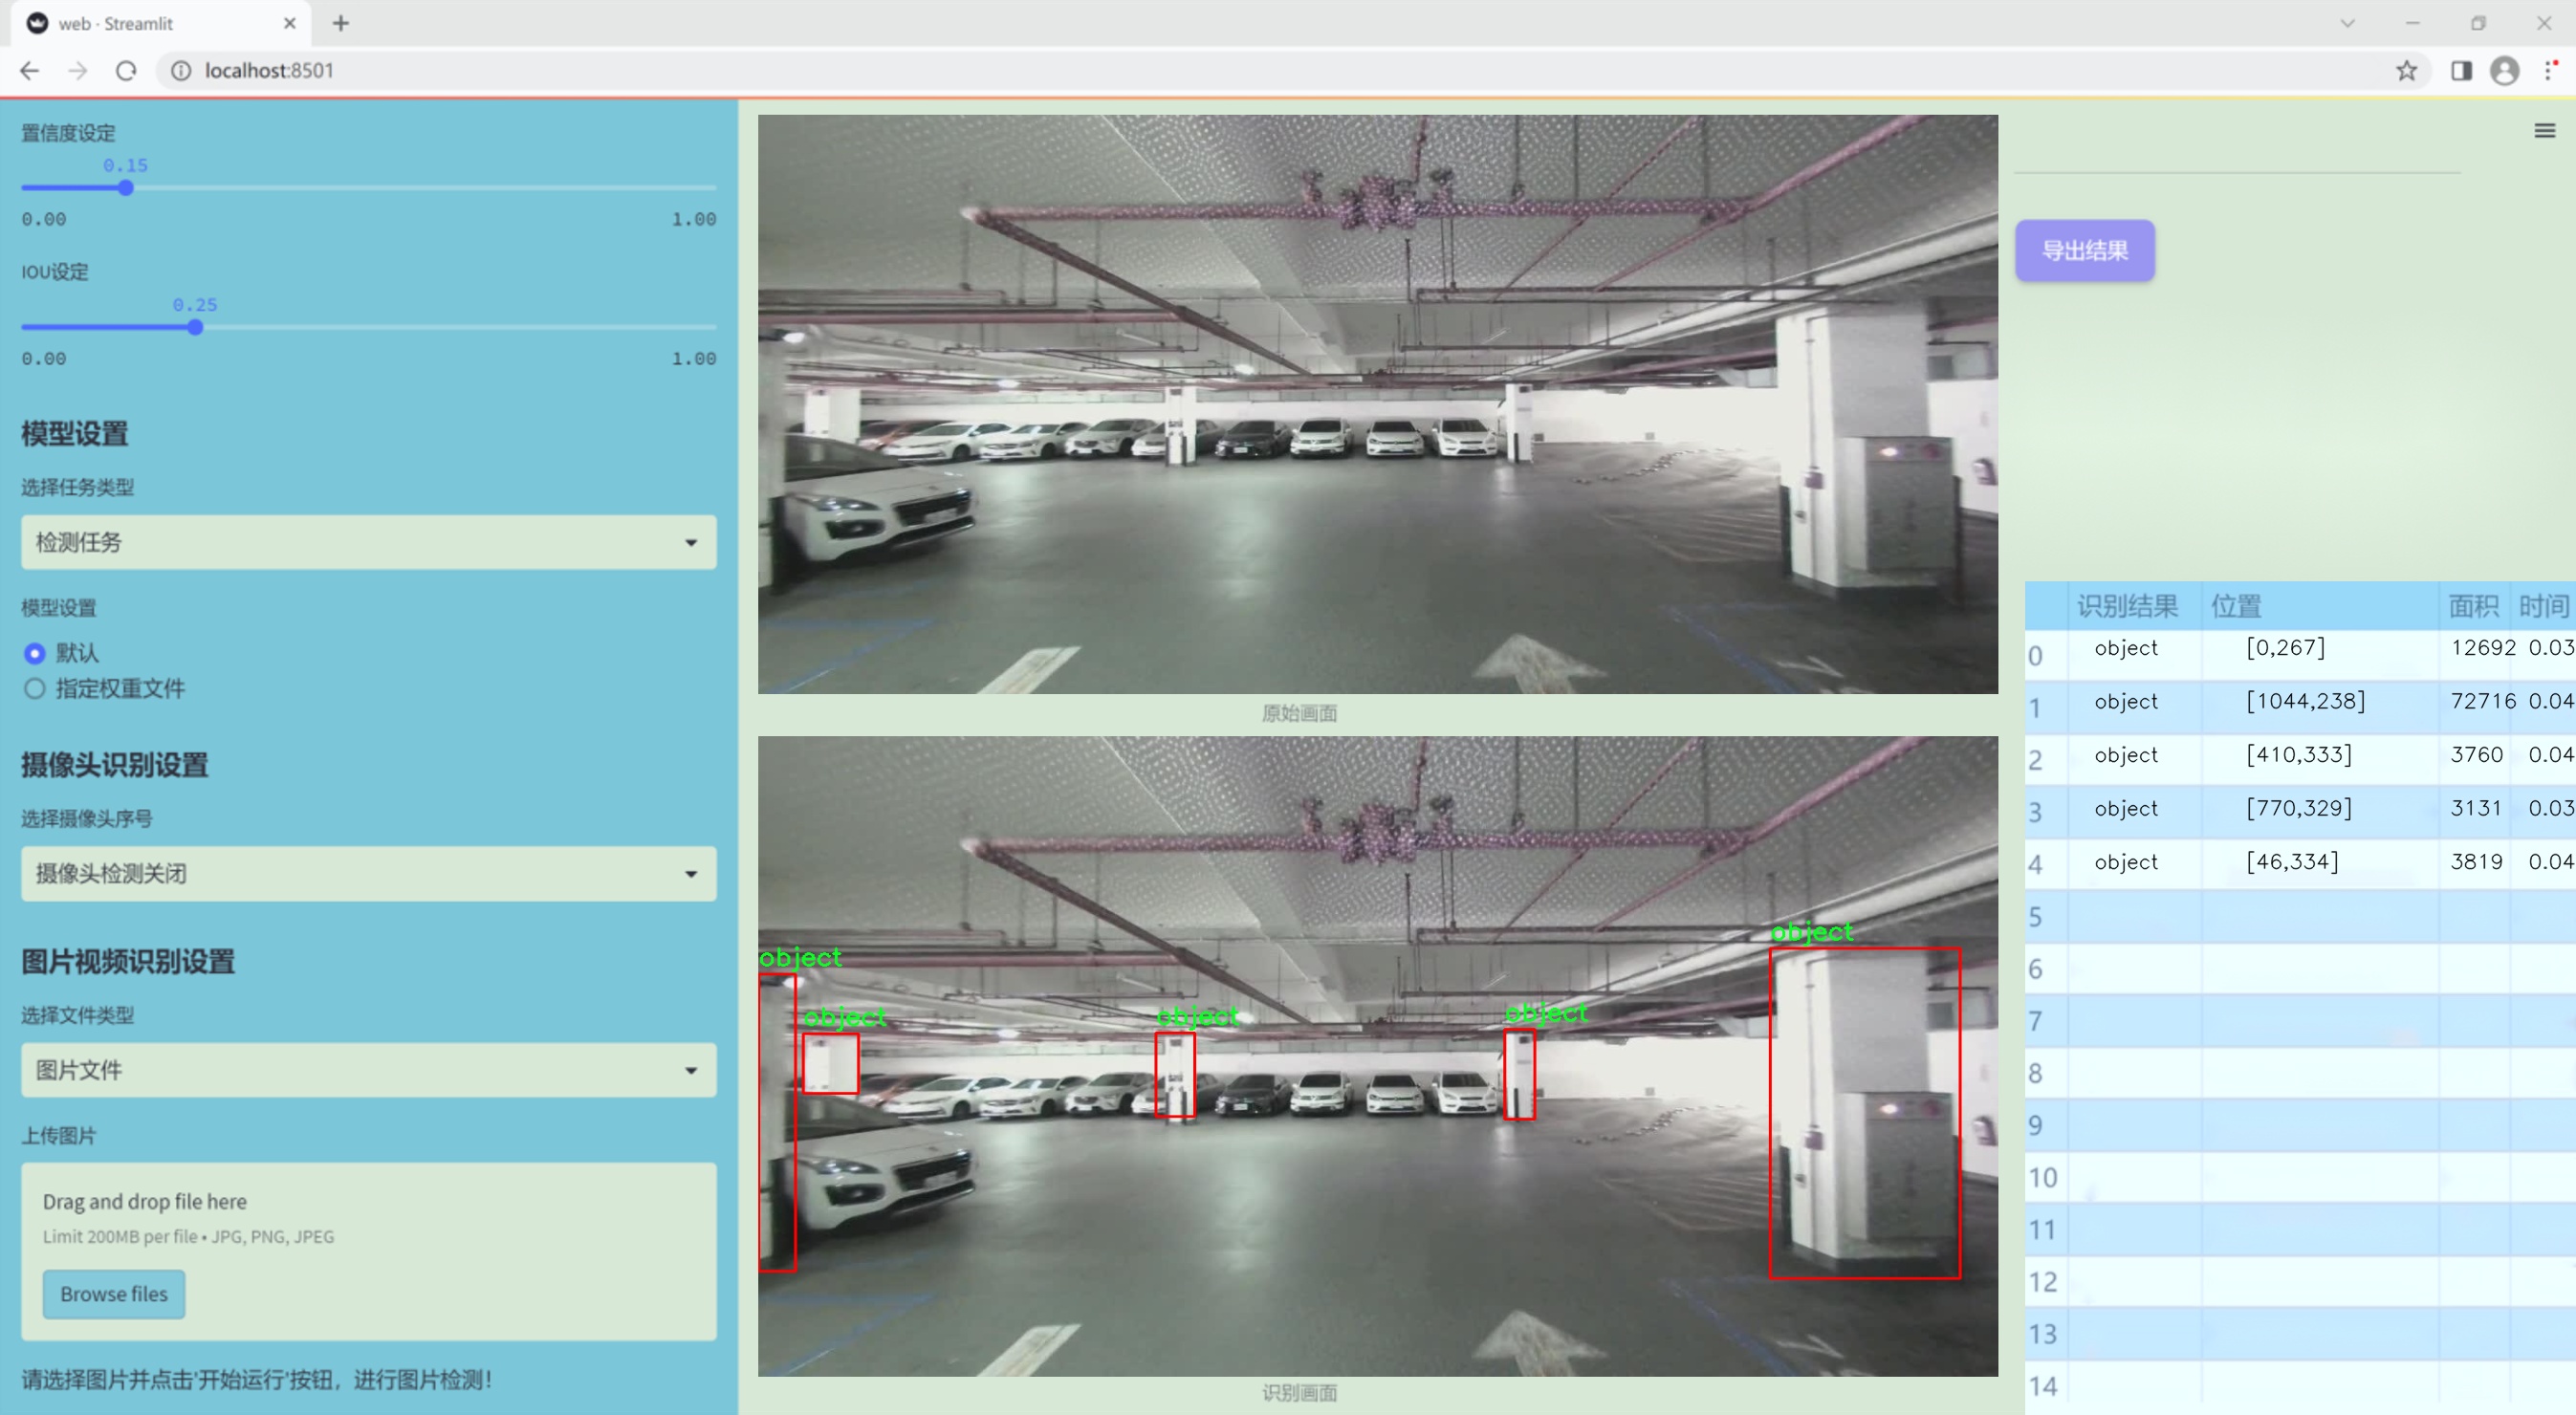 web · Streamlit
localhost:8501
置信度设定
0.15
0.00 1.00
IOU设定
0.25
0.00 1.00
模型设置
选择任务类型
检测任务
模型设置
默认
指定权重文件
摄像头识别设置
选择摄像头序号
摄像头检测关闭
图片视频识别设置
选择文件类型
图片文件
上传图片
Drag and drop file here
Limit 200MB per file • JPG, PNG, JPEG
Browse files
请选择图片并点击'开始运行'按钮，进行图片检测！
原始画面
object
object
object
object
object
识别画面
导出结果
识别结果 位置 面积 时间
0 object [0,267] 12692 0.03
1 object [1044,238] 72716 0.04
2 object [410,333] 3760 0.04
3 object [770,329] 3131 0.03
4 object [46,334] 3819 0.04
5
6
7
8
9
10
11
12
13
14